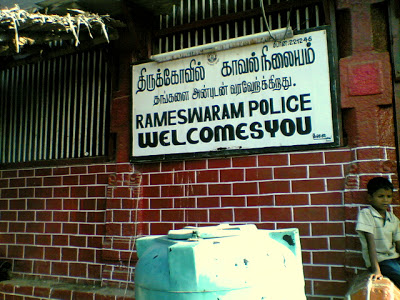 திருக்கோவில் காவல் நிலையம்
தங்களை அன்புடன் வரவேற்கிறது.
RAMESWARAM POLICE
WELCOMESYOU